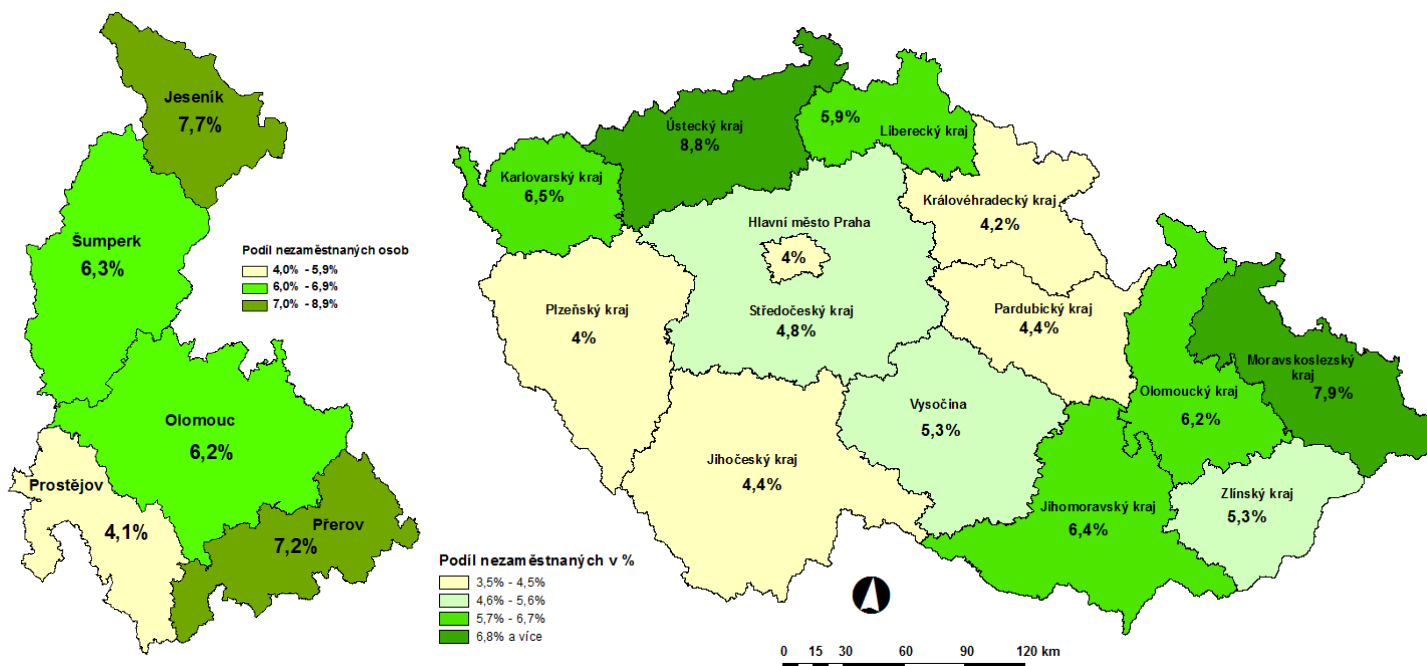 Jeseník
7,7%
Šumperk
6,3%
Podíl nezaměstnaných osob
4,0% - 5,9%
6,0% - 6,9%
7,0% - 8,9%
Olomouc
6,2%
Prostějov
4,1%
Přerov
7,2%
Ústecký kraj
8,8%
5,9%
Liberecký kraj
Karlovarský kraj
6,5%
Královéhradecký kraj
4,2%
Hlavní město Praha
4%
Plzeňský kraj
4%
Středočeský kraj
4,8%
Pardubický kraj
4,4%
Moravskoslezský
kraj
7,9%
Olomoucký kraj
6,2%
Vysočina
5,3%
Jihočeský kraj
4,4%
Jihomoravský kraj
6,4%
Zlínský kraj
5,3%
Podíl nezaměstnaných v %
3,5% - 4,5%
4,6% - 5,6%
5,7% - 6,7%
6,8% a více
0 15 30 60 90 120 km